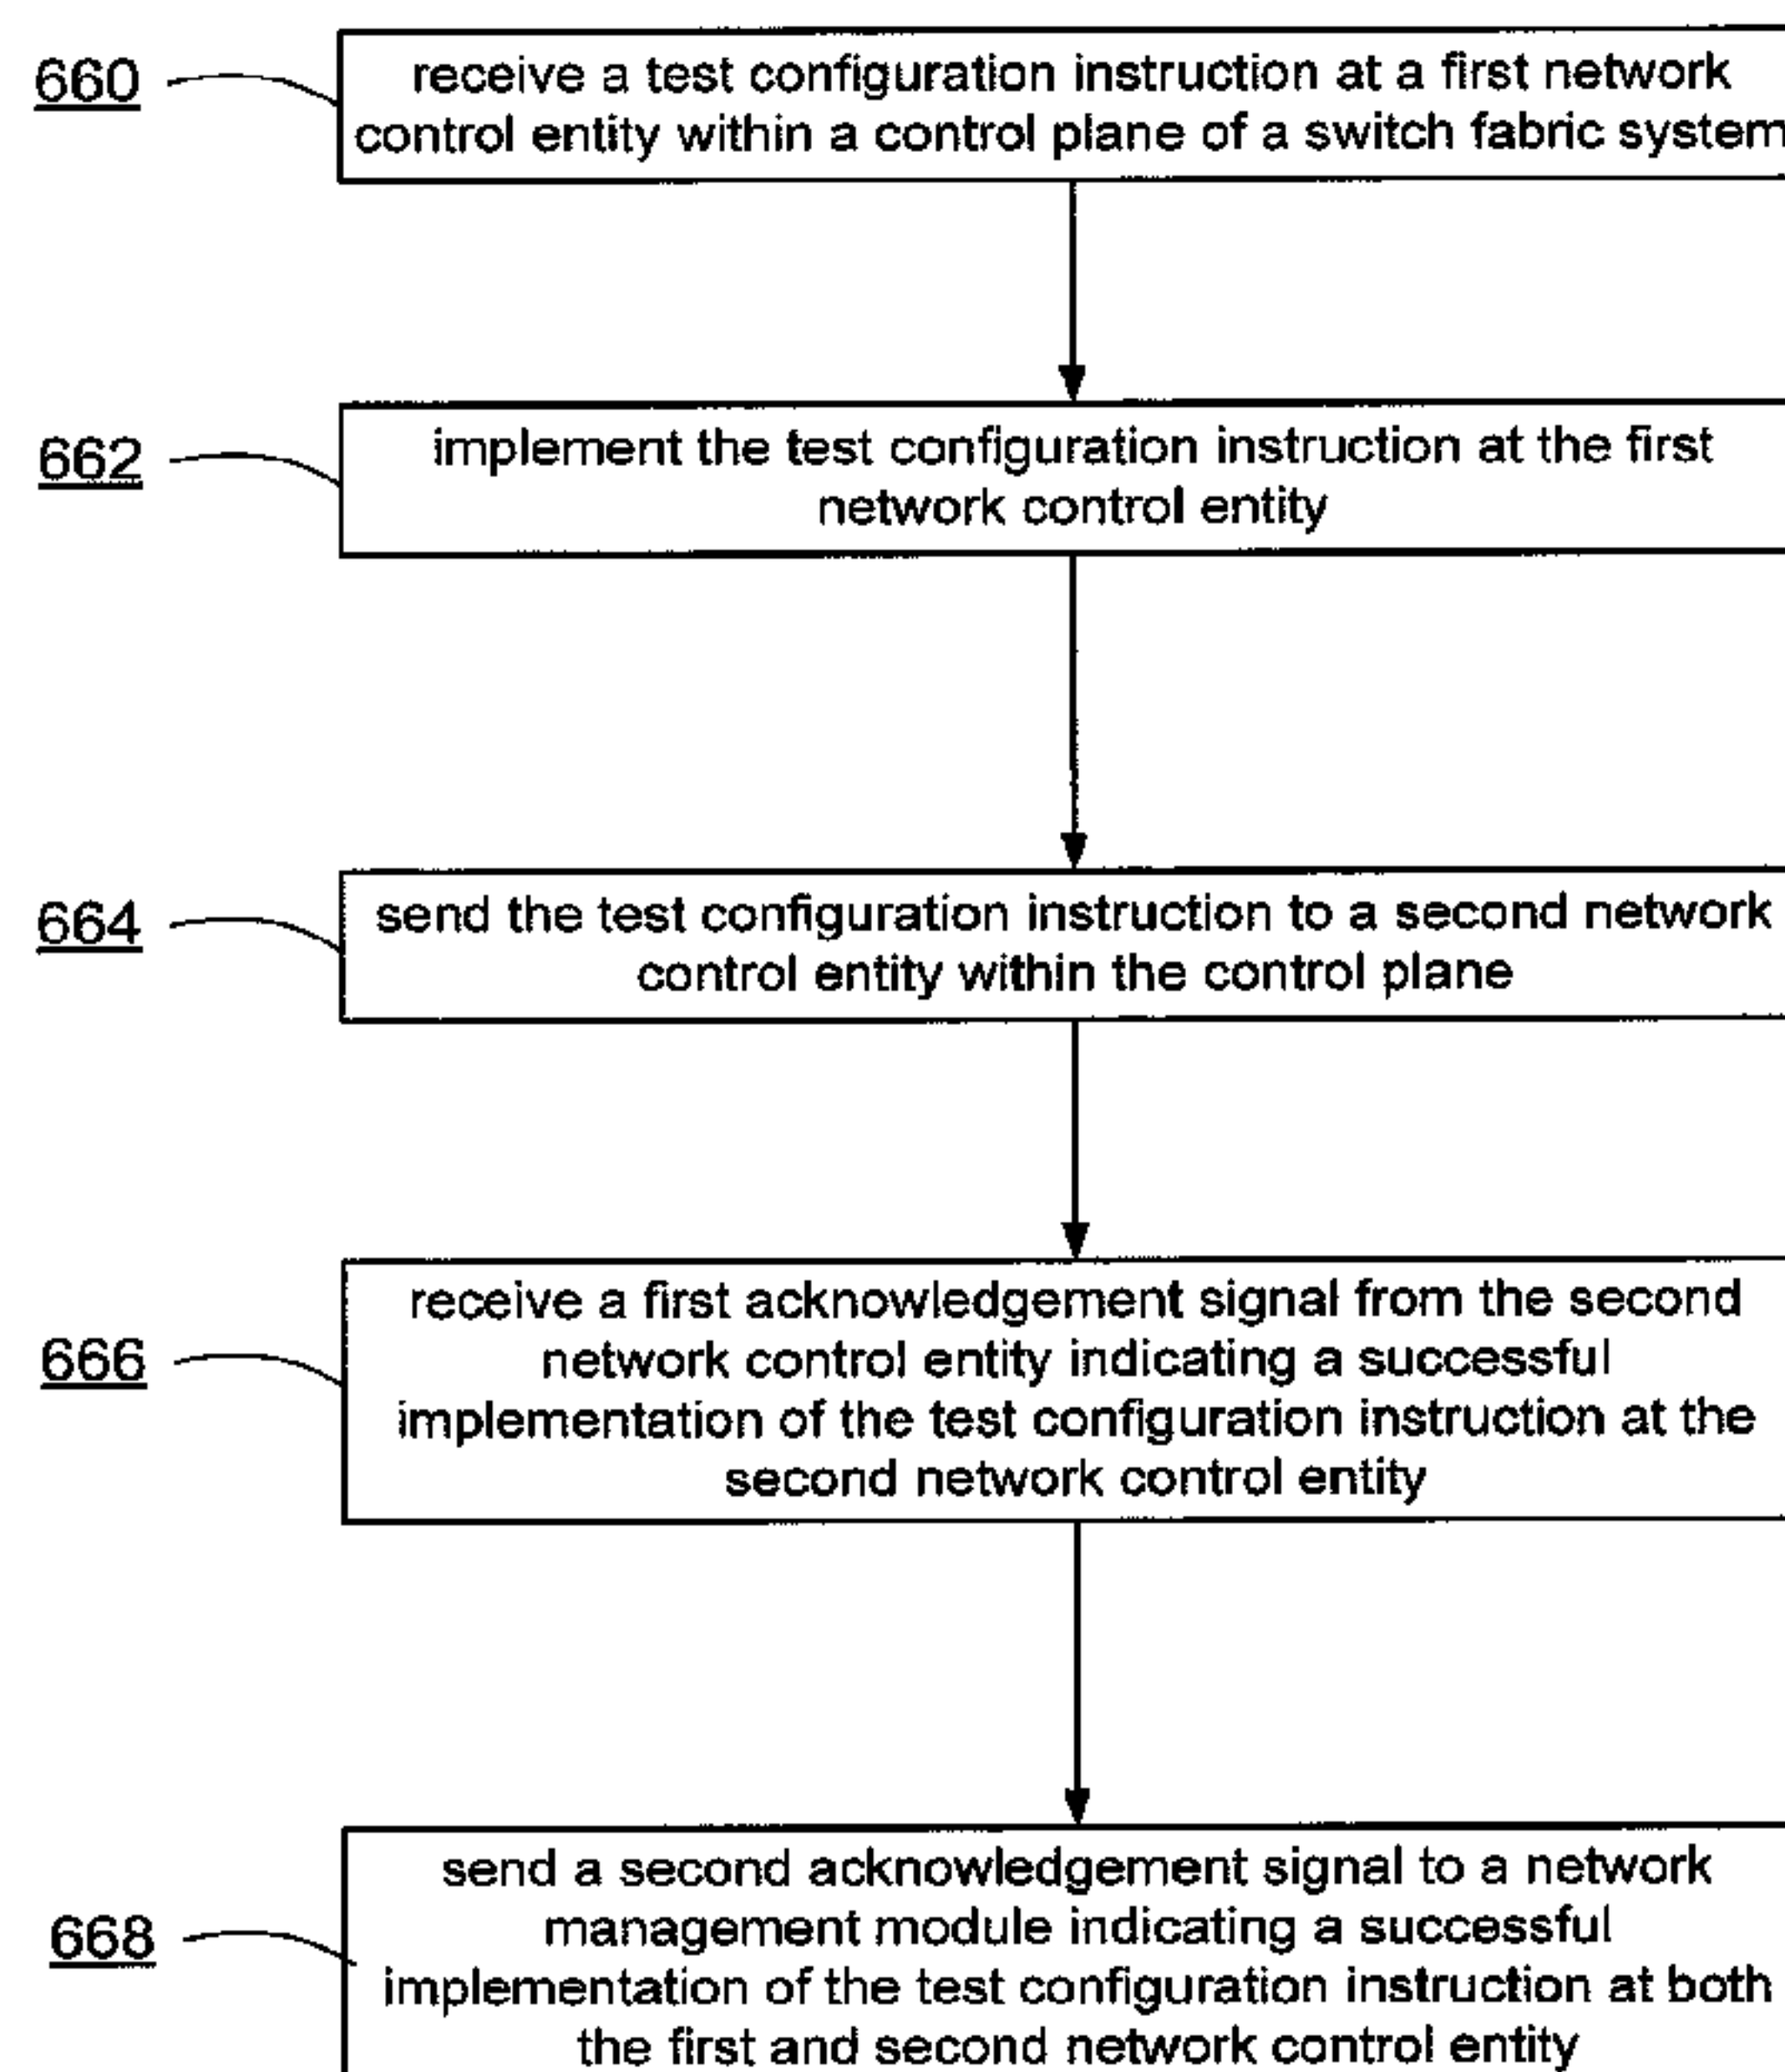 660
receive a test configuration instruction at a first network
control entity within a control plane of a switch fabric system
662
implement the test configuration instruction at the first
network control entity
664
send the test configuration instruction to a second network
control entity within the control plane
666
receive a first acknowledgement signal from the second
network control entity indicating a successful
implementation of the test configuration instruction at the
second network control entity
668
send a second acknowledgement signal to a network
management module indicating a successful
implementation of the test configuration instruction at both
the first and second network control entity